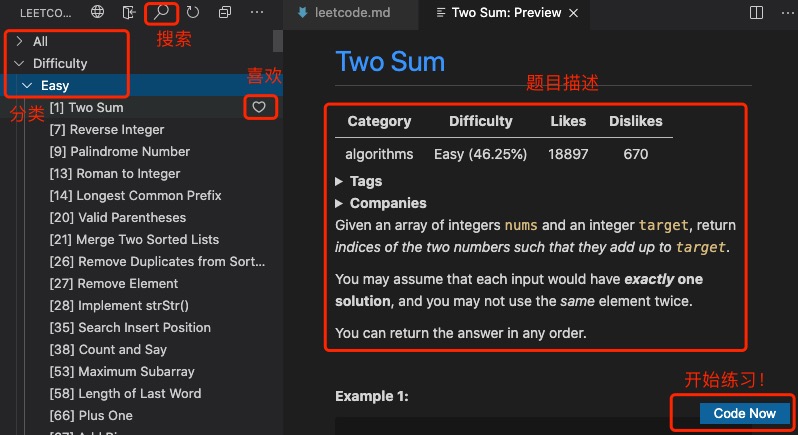 LEETCO...
搜索
All
Difficulty
Easy
喜欢
分类
[1] Two Sum
[7] Reverse Integer
[9] Palindrome Number
[13] Roman to Integer
[14] Longest Common Prefix
[20] Valid Parentheses
[21] Merge Two Sorted Lists
[26] Remove Duplicates from Sort...
[27] Remove Element
[28] Implement strStr()
[35] Search Insert Position
[38] Count and Say
[53] Maximum Subarray
[58] Length of Last Word
[66] Plus One
leetcode.md
Two Sum: Preview
Two Sum
题目描述
Category Difficulty Likes Dislikes
algorithms Easy (46.25%) 18897 670
Tags
Companies
Given an array of integers nums and an integer target, return
indices of the two numbers such that they add up to target.
You may assume that each input would have exactly one
solution, and you may not use the same element twice.
You can return the answer in any order.
开始练习！
Example 1:
Code Now